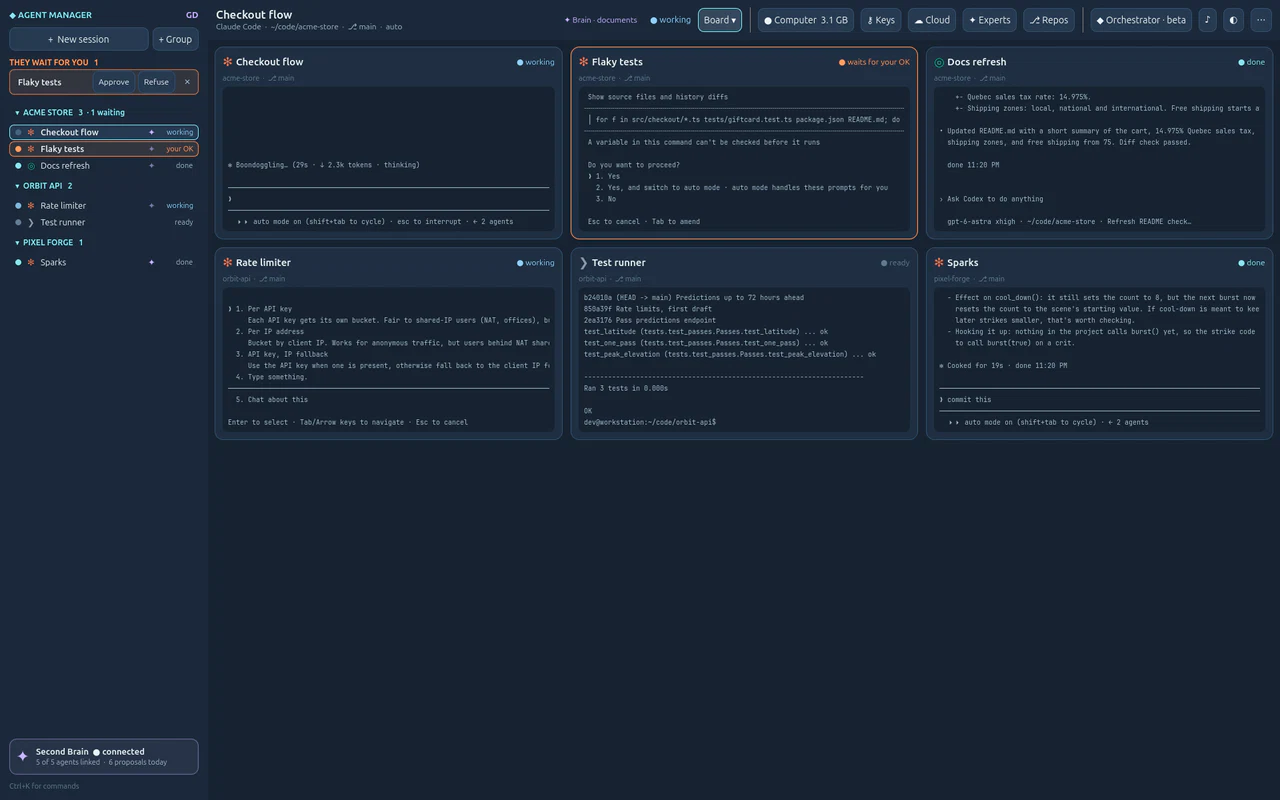 ◆ AGENT MANAGER GD
+ New session + Group
THEY WAIT FOR YOU 1
Flaky tests Approve Refuse ×
▾ ACME STORE 3 · 1 waiting
Checkout flow working
Flaky tests your OK
Docs refresh done
▾ ORBIT API 2
Rate limiter working
Test runner ready
▾ PIXEL FORGE 1
Sparks done
Second Brain ● connected
5 of 5 agents linked · 6 proposals today
Ctrl+K for commands
Checkout flow
Claude Code · ~/code/acme-store · ⎇ main · auto
✦ Brain · documents ● working Board ▾ ● Computer 3.1 GB Keys ☁ Cloud ✦ Experts ⎇ Repos ◆ Orchestrator · beta ♪ ◐ ⋯
Checkout flow ● working
acme-store · ⎇ main
✻ Boondoggling… (29s · ↓ 2.3k tokens · thinking)
❯
⏵⏵ auto mode on (shift+tab to cycle) · esc to interrupt · ← 2 agents
Flaky tests ● waits for your OK
acme-store · ⎇ main
Show source files and history diffs
for f in src/checkout/*.ts tests/giftcard.test.ts package.json README.md; do
A variable in this command can't be checked before it runs
Do you want to proceed?
❯ 1. Yes
2. Yes, and switch to auto mode · auto mode handles these prompts for you
3. No
Esc to cancel · Tab to amend
Docs refresh ● done
acme-store · ⎇ main
+- Quebec sales tax rate: 14.975%.
+- Shipping zones: local, national and international. Free shipping starts a
• Updated README.md with a short summary of the cart, 14.975% Quebec sales tax,
shipping zones, and free shipping from 75. Diff check passed.
done 11:20 PM
› Ask Codex to do anything
gpt-6-astra xhigh · ~/code/acme-store · Refresh README check…
Rate limiter ● working
orbit-api · ⎇ main
❯ 1. Per API key
Each API key gets its own bucket. Fair to shared-IP users (NAT, offices), bu
2. Per IP address
Bucket by client IP. Works for anonymous traffic, but users behind NAT share
3. API key, IP fallback
Use the API key when one is present, otherwise fall back to the client IP fo
4. Type something.
5. Chat about this
Enter to select · Tab/Arrow keys to navigate · Esc to cancel
Test runner ● ready
orbit-api · ⎇ main
b24010a (HEAD -> main) Predictions up to 72 hours ahead
850a39f Rate limits, first draft
2ea3176 Pass predictions endpoint
test_latitude (tests.test_passes.Passes.test_latitude) ... ok
test_one_pass (tests.test_passes.Passes.test_one_pass) ... ok
test_peak_elevation (tests.test_passes.Passes.test_peak_elevation) ... ok
----------------------------------------------------------------------
Ran 3 tests in 0.000s
OK
dev@workstation:~/code/orbit-api$
Sparks ● done
pixel-forge · ⎇ main
- Effect on cool_down(): it still sets the count to 8, but the next burst now
resets the count to the scene's starting value. If cool-down is meant to kee
later strikes smaller, that's worth checking.
- Hooking it up: nothing in the project calls burst() yet, so the strike code
to call burst(true) on a crit.
✻ Cooked for 19s · done 11:20 PM
❯ commit this
⏵⏵ auto mode on (shift+tab to cycle) · ← 2 agents